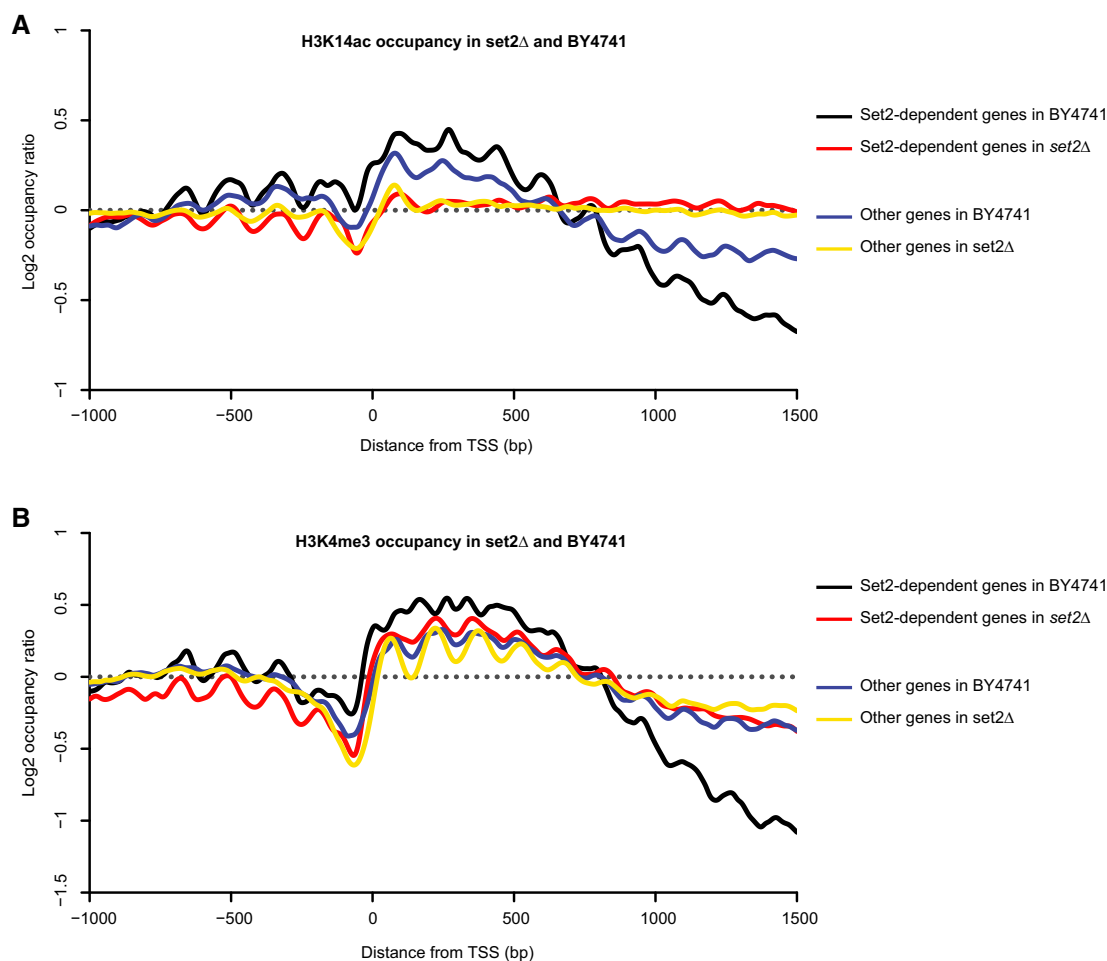 A
H3K14ac occupancy in set2Δ and BY4741
Log2 occupancy ratio
1
0.5
0
−0.5
−1
−1000
−500
0
500
1000
1500
Distance from TSS (bp)
Set2-dependent genes in BY4741
Set2-dependent genes in set2Δ
Other genes in BY4741
Other genes in set2Δ
B
H3K4me3 occupancy in set2Δ and BY4741
Log2 occupancy ratio
1
0.5
0
−0.5
−1
−1.5
−1000
−500
0
500
1000
1500
Distance from TSS (bp)
Set2-dependent genes in BY4741
Set2-dependent genes in set2Δ
Other genes in BY4741
Other genes in set2Δ